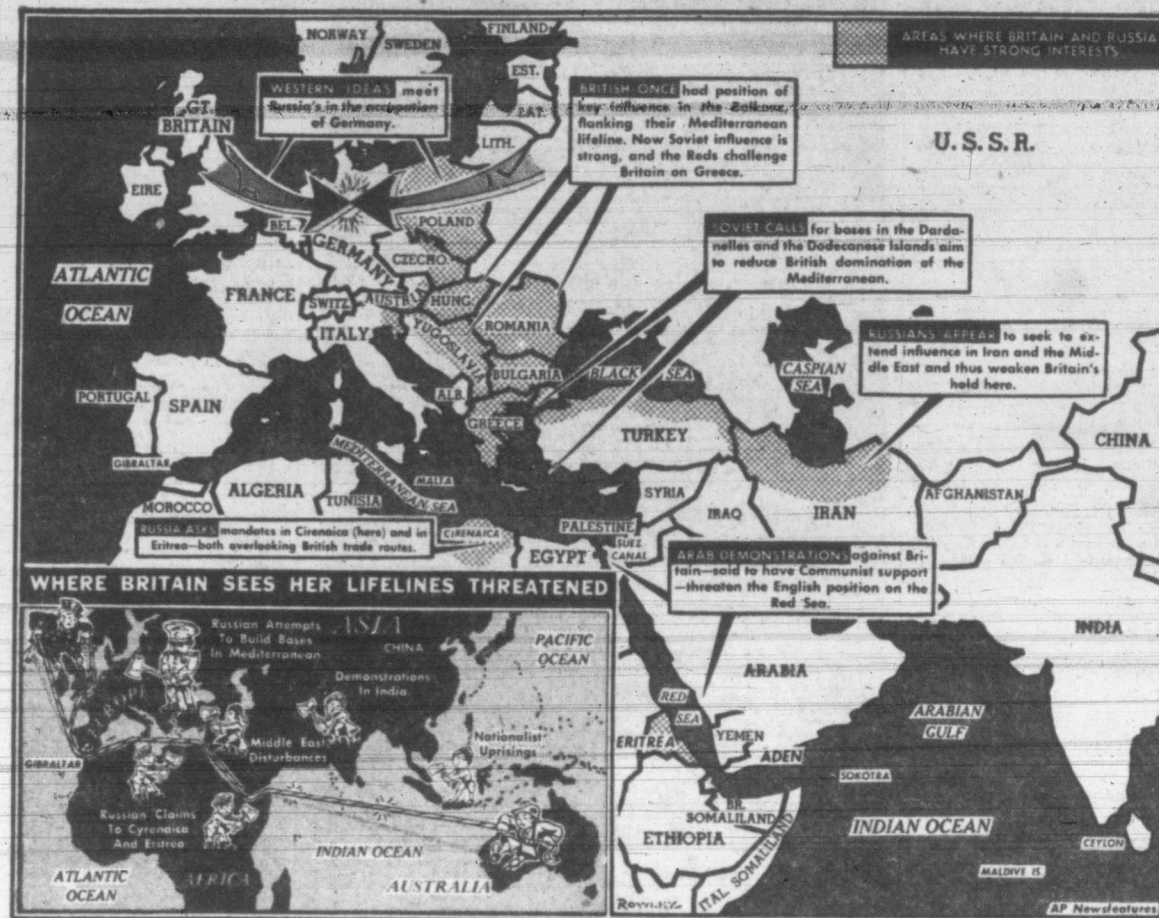 AREAS WHERE BRITAIN AND RUSSIA
HAVE STRONG INTERESTS
NORWAY
SWEDEN
FINLAND
EST.
LAT.
LITH.
U. S. S. R.
GT.
BRITAIN
EIRE
WESTERN IDEAS meet
Russia's in the occupation
of Germany.
BRITISH ONCE had position of
key influence in the Balkans,
flanking their Mediterranean
lifeline. Now Soviet influence is
strong, and the Reds challenge
Britain on Greece.
BEL.
GERMANY
POLAND
CZECHO.
ATLANTIC
OCEAN
FRANCE
SWITZ.
AUSTRIA
HUNG.
ITALY
YUGOSLAVIA
ROMANIA
SOVIET CALLS for bases in the Darda-
nelles and the Dodecanese Islands aim
to reduce British domination of the
Mediterranean.
RUSSIANS APPEAR to seek to ex-
tend influence in Iran and the Mid-
dle East and thus weaken Britain's
hold here.
CASPIAN
SEA
BULGARIA
BLACK SEA
ALB.
GREECE
TURKEY
PORTUGAL
SPAIN
GIBRALTAR
MOROCCO
ALGERIA
TUNISIA
MEDITERRANEAN SEA
MALTA
SYRIA
IRAQ
IRAN
AFGHANISTAN
CHINA
RUSSIA ASKS mandates in Cirenaica (here) and in
Eritrea—both overlooking British trade routes.
CIRENAICA
EGYPT
PALESTINE
SUEZ
CANAL
ARAB DEMONSTRATIONS against Bri-
tain—said to have Communist support
—threaten the English position on the
Red Sea.
INDIA
ARABIA
RED
SEA
ERITREA
YEMEN
ADEN
ARABIAN
GULF
SOKOTRA
BR.
SOMALILAND
ETHIOPIA
ITAL SOMALILAND
INDIAN OCEAN
CEYLON
MALDIVE IS.
AP Newsfeatures
WHERE BRITAIN SEES HER LIFELINES THREATENED
Russian Attempts
To Build Bases
In Mediterranean
ASIA
CHINA
PACIFIC
OCEAN
EUROPE
Demonstrations
In India
Middle East
Disturbances
Nationalist
Uprisings
GIBRALTAR
Russian Claims
To Cyrenaica
And Eritrea
INDIAN OCEAN
ATLANTIC
OCEAN
AFRICA
AUSTRALIA